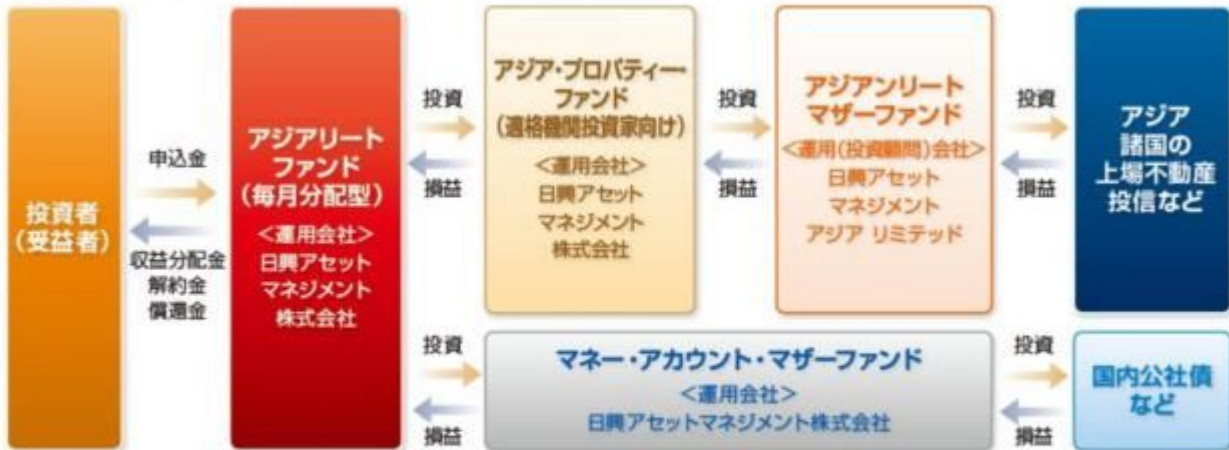 投資者
(受益者)
申込金
収益分配金
解約金
償還金
アジアリート
ファンド
(毎月分配型)
<運用会社>
日興アセット
マネジメント
株式会社
投資
損益
アジア・プロパティー・
ファンド
(適格機関投資家向け)
<運用会社>
日興アセット
マネジメント
株式会社
投資
損益
アジアンリート
マザーファンド
<運用(投資顧問)会社>
日興アセット
マネジメント
アジア リミテッド
投資
損益
アジア
諸国の
上場不動産
投信など
投資
損益
マネー・アカウント・マザーファンド
<運用会社>
日興アセットマネジメント株式会社
投資
損益
国内公社債
など